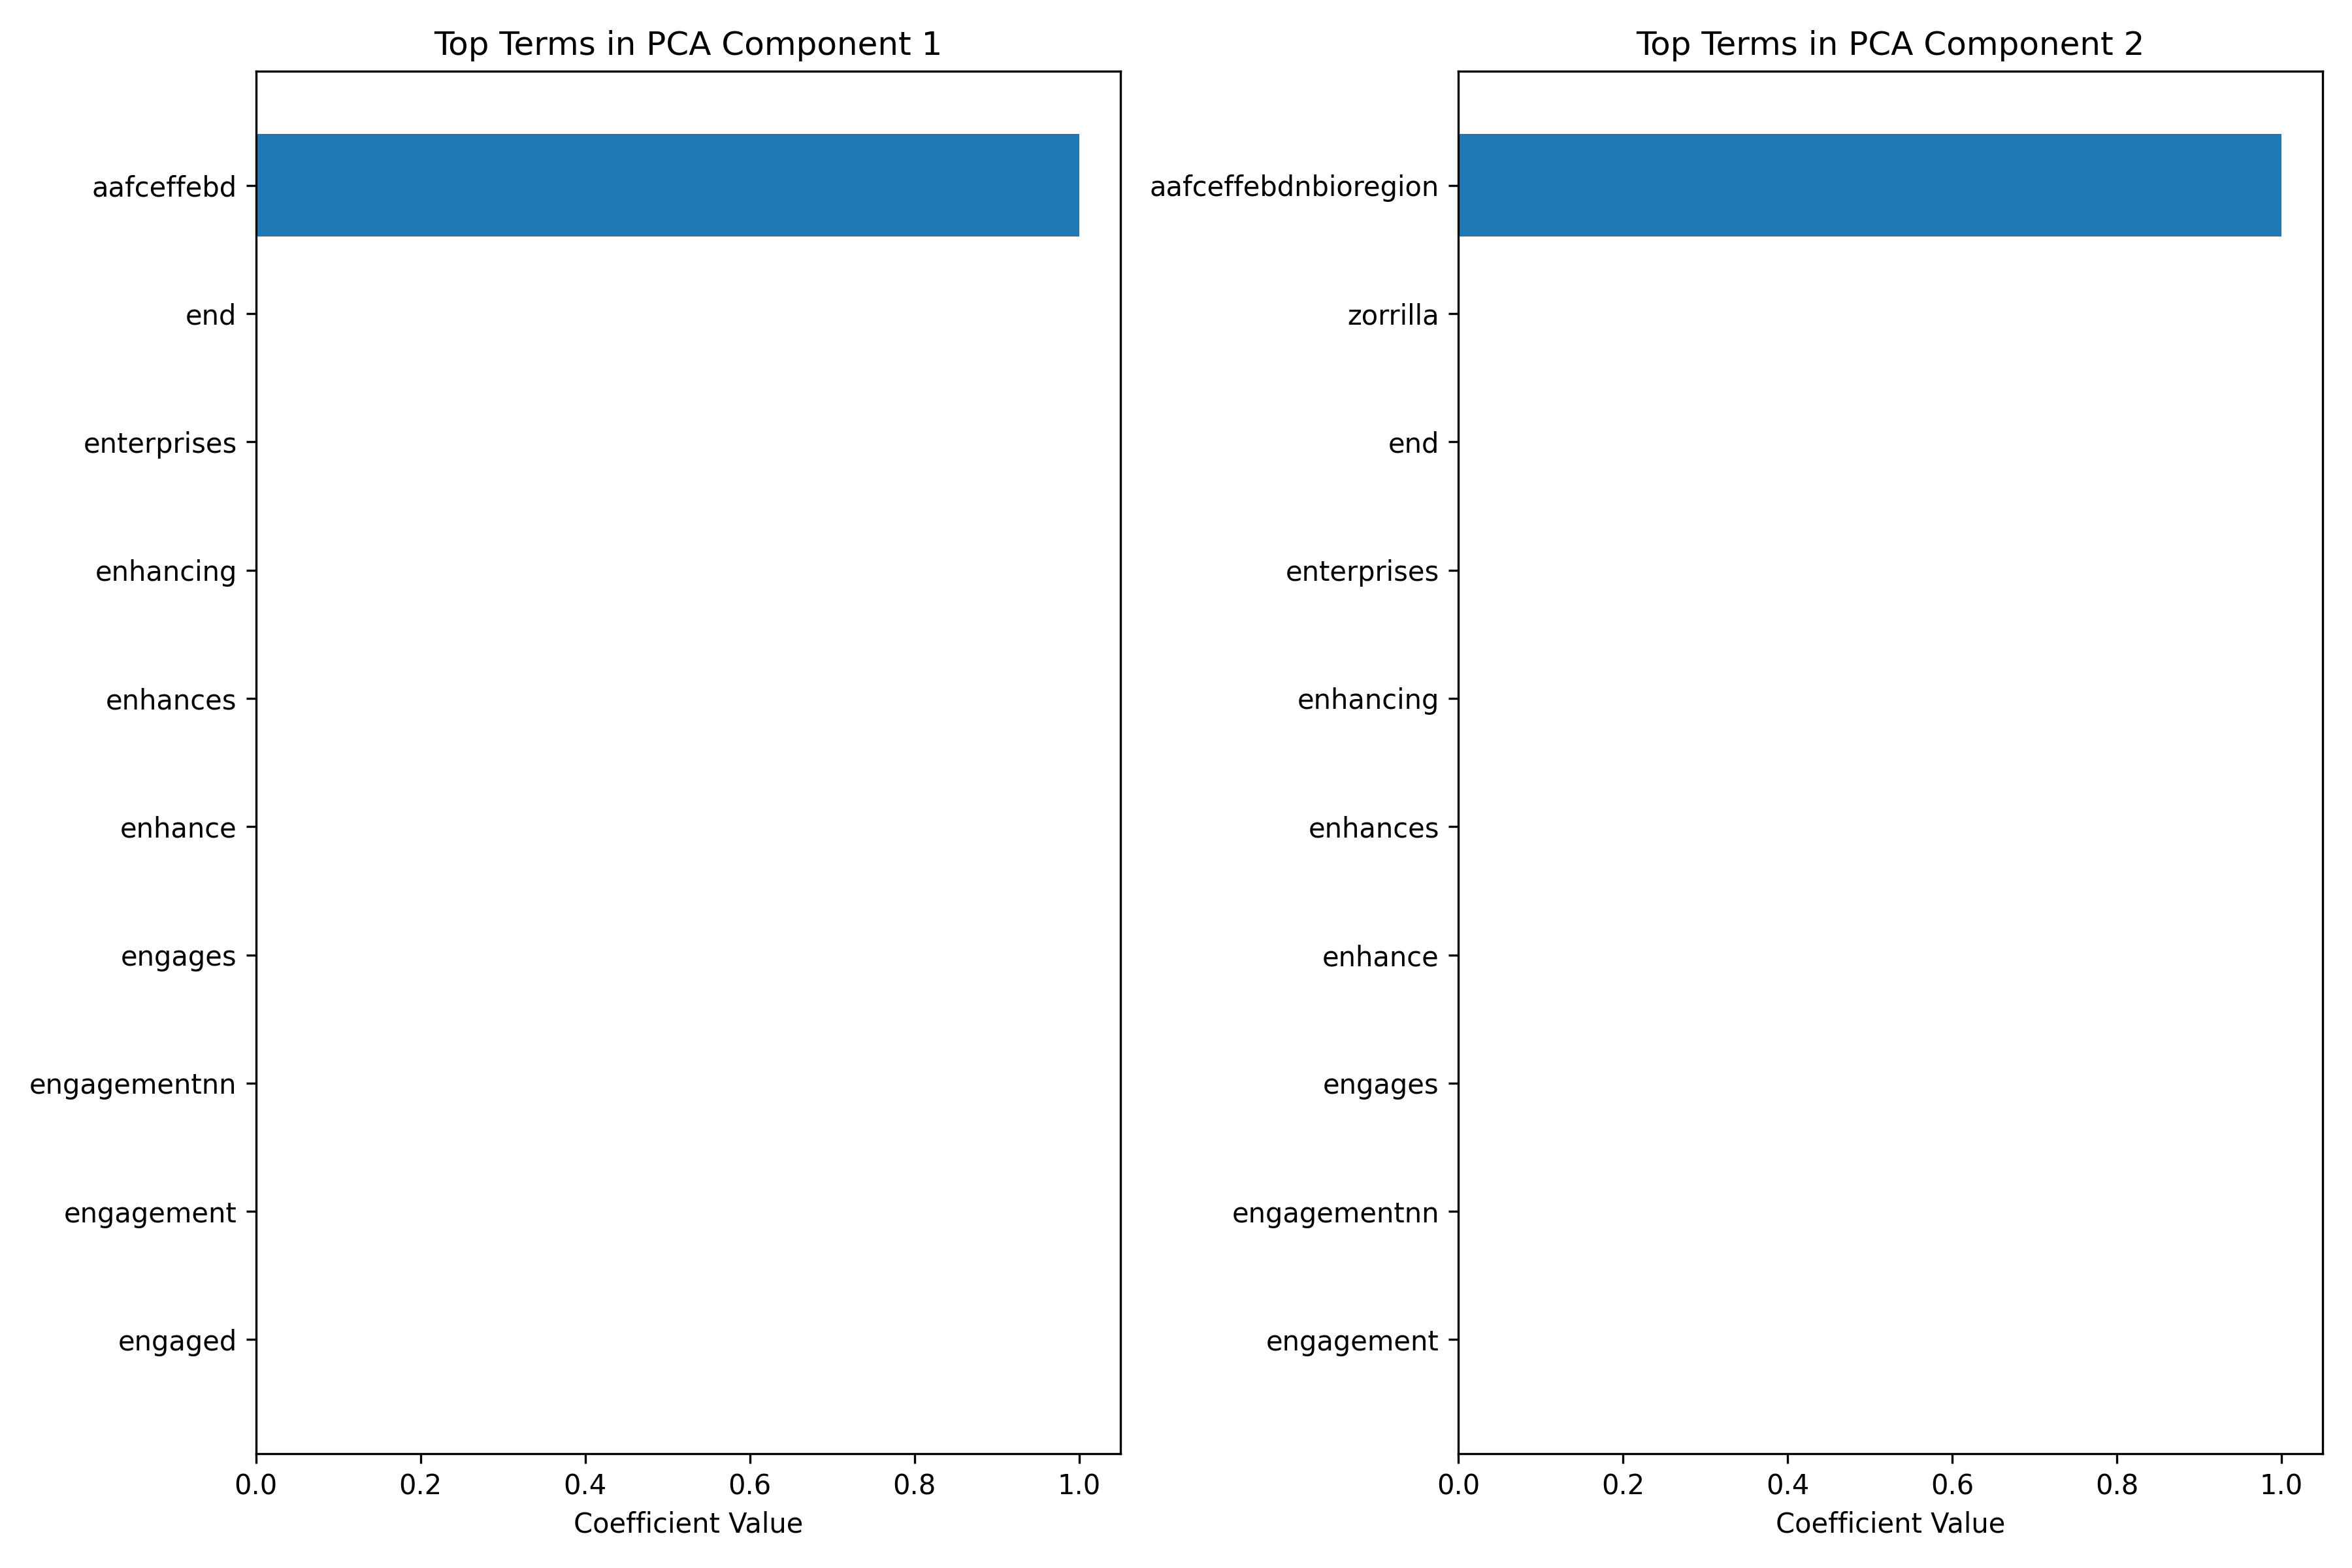 Top Terms in PCA Component 1
aafceffebd
end
enterprises
enhancing
enhances
enhance
engages
engagementnn
engagement
engaged
0.0 0.2 0.4 0.6 0.8 1.0
Coefficient Value
Top Terms in PCA Component 2
aafceffebdnbioregion
zorrilla
end
enterprises
enhancing
enhances
enhance
engages
engagementnn
engagement
0.0 0.2 0.4 0.6 0.8 1.0
Coefficient Value